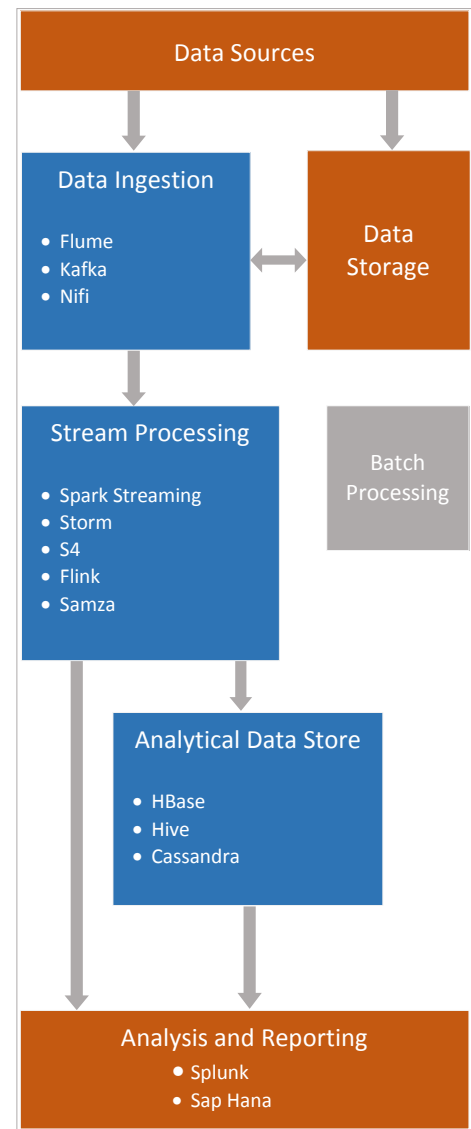 Data Sources
Data Ingestion
• Flume
• Kafka
• Nifi
Data
Storage
Stream Processing
• Spark Streaming
• Storm
• S4
• Flink
• Samza
Batch
Processing
Analytical Data Store
• HBase
• Hive
• Cassandra
Analysis and Reporting
• Splunk
• Sap Hana